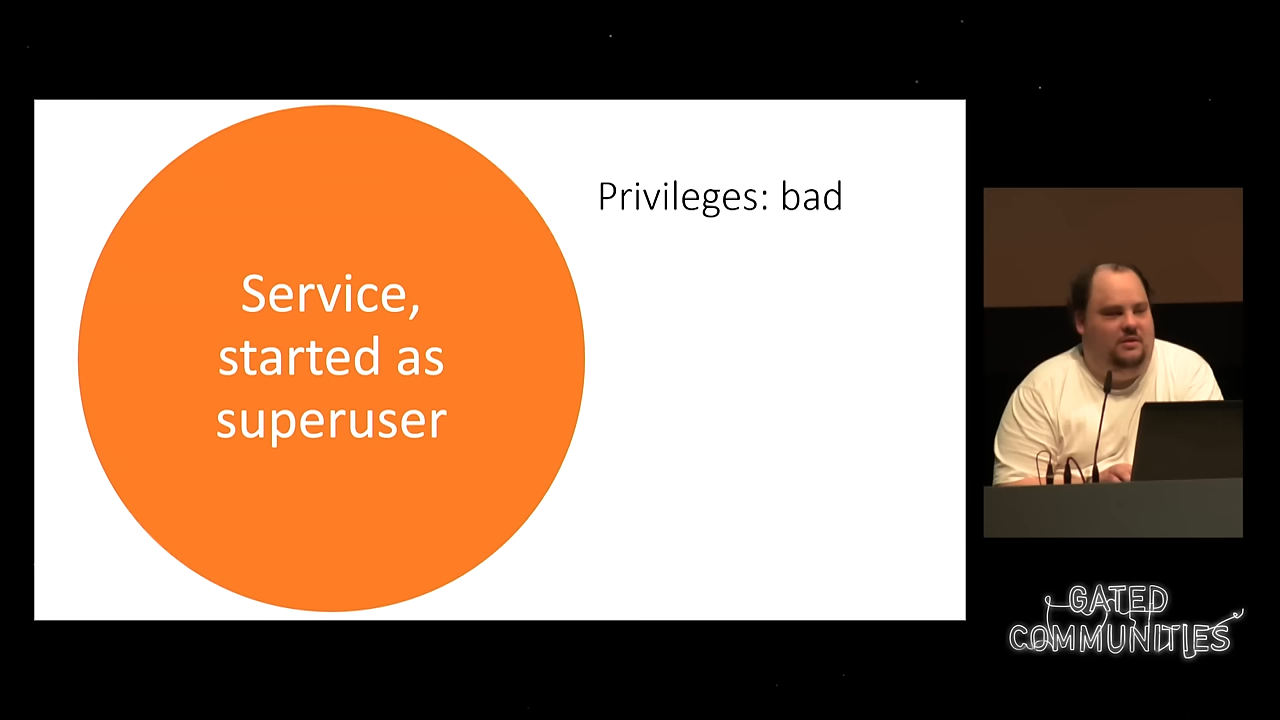 Service,
started as
superuser
Privileges: bad
GATED
COMMUNITIES